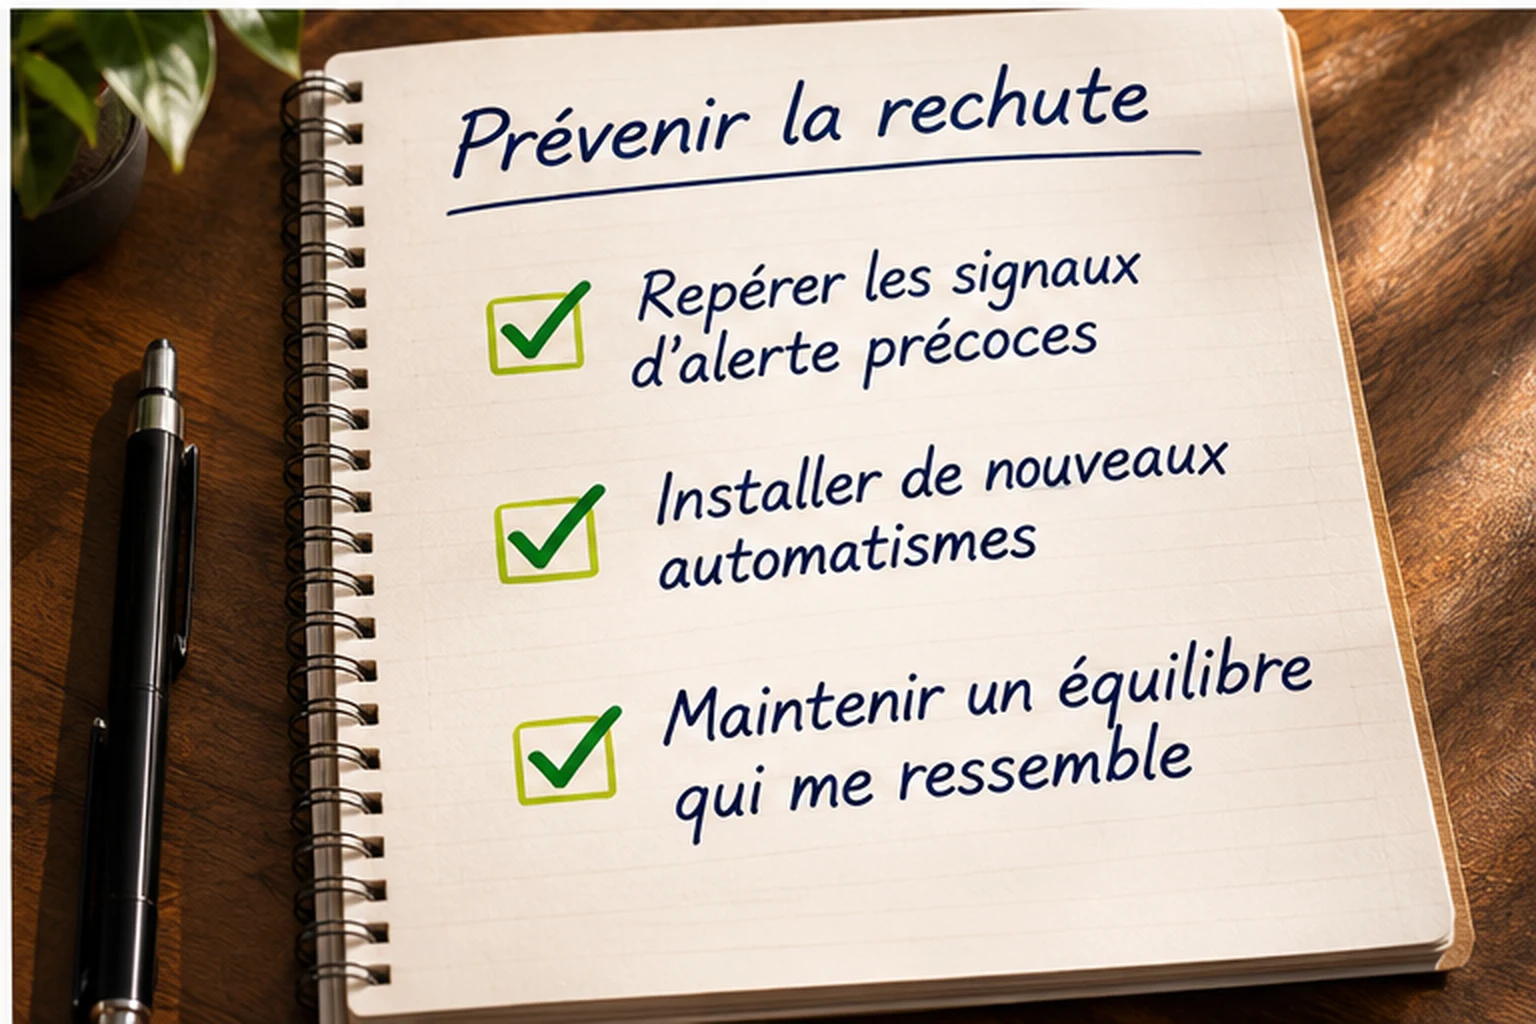 Prévenir la rechute
Repérer les signaux
d’alerte précoces
Installer de nouveaux
automatismes
Maintenir un équilibre
qui me ressemble